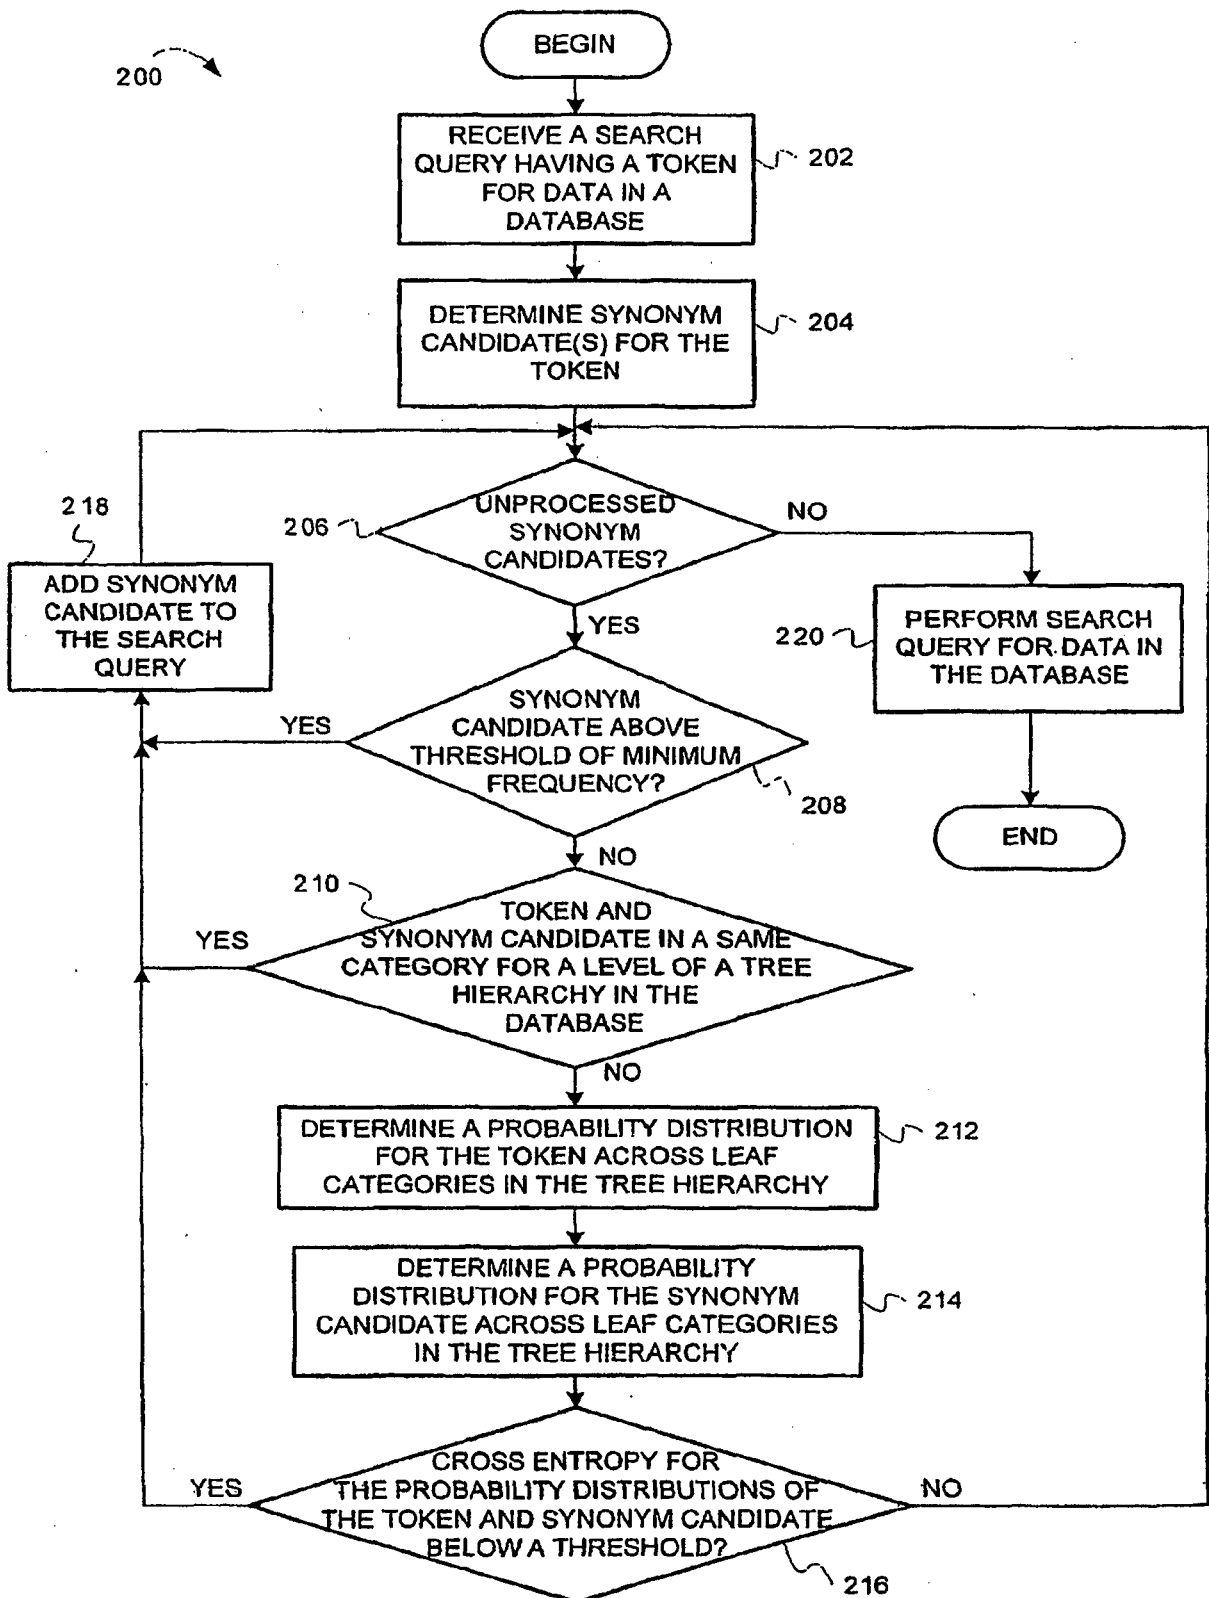 200
BEGIN
RECEIVE A SEARCH
QUERY HAVING A TOKEN
FOR DATA IN A
DATABASE
202
DETERMINE SYNONYM
CANDIDATE(S) FOR THE
TOKEN
204
218
ADD SYNONYM
CANDIDATE TO
THE SEARCH
QUERY
206
UNPROCESSED
SYNONYM
CANDIDATES?
NO
YES
220
PERFORM SEARCH
QUERY FOR DATA IN
THE DATABASE
END
YES
SYNONYM
CANDIDATE ABOVE
THRESHOLD OF MINIMUM
FREQUENCY?
208
NO
210
YES
TOKEN AND
SYNONYM CANDIDATE IN A SAME
CATEGORY FOR A LEVEL OF A TREE
HIERARCHY IN THE
DATABASE
NO
DETERMINE A PROBABILITY DISTRIBUTION
FOR THE TOKEN ACROSS LEAF
CATEGORIES IN THE TREE HIERARCHY
212
DETERMINE A PROBABILITY
DISTRIBUTION FOR THE SYNONYM
CANDIDATE ACROSS LEAF CATEGORIES
IN THE TREE HIERARCHY
214
YES
CROSS ENTROPY FOR
THE PROBABILITY DISTRIBUTIONS OF
THE TOKEN AND SYNONYM CANDIDATE
BELOW A THRESHOLD?
NO
216